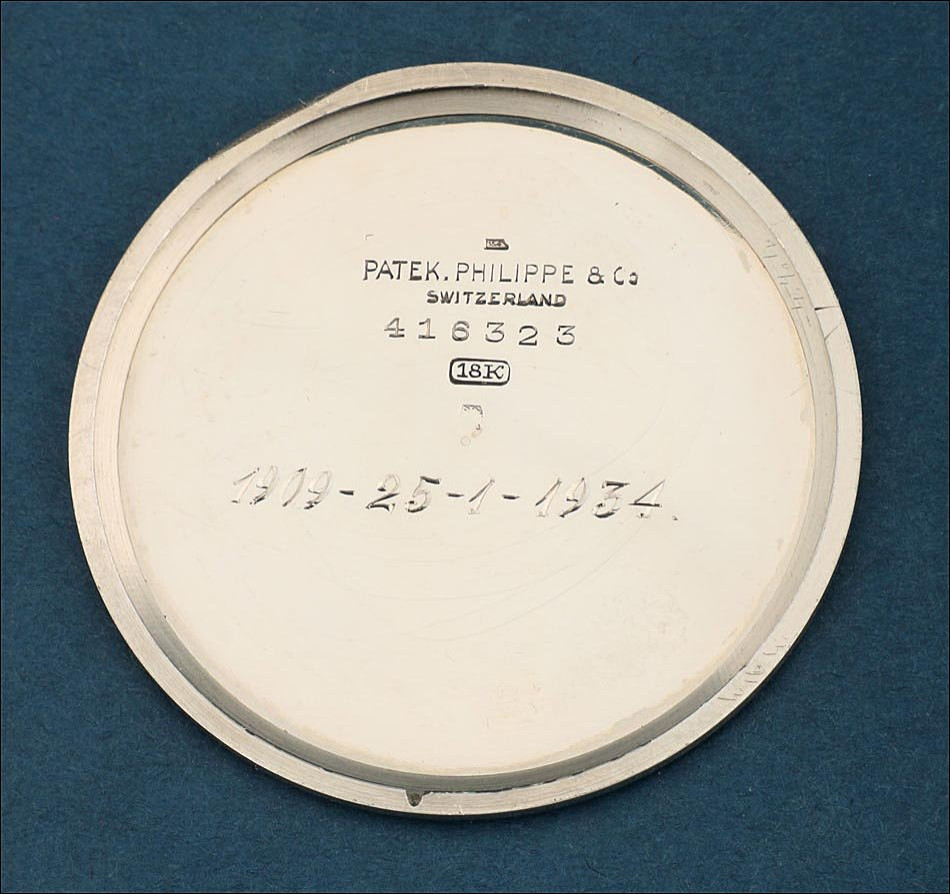 PATEK. PHILIPPE & Co
SWITZERLAND
416323
18K
1909-25-1-1934.